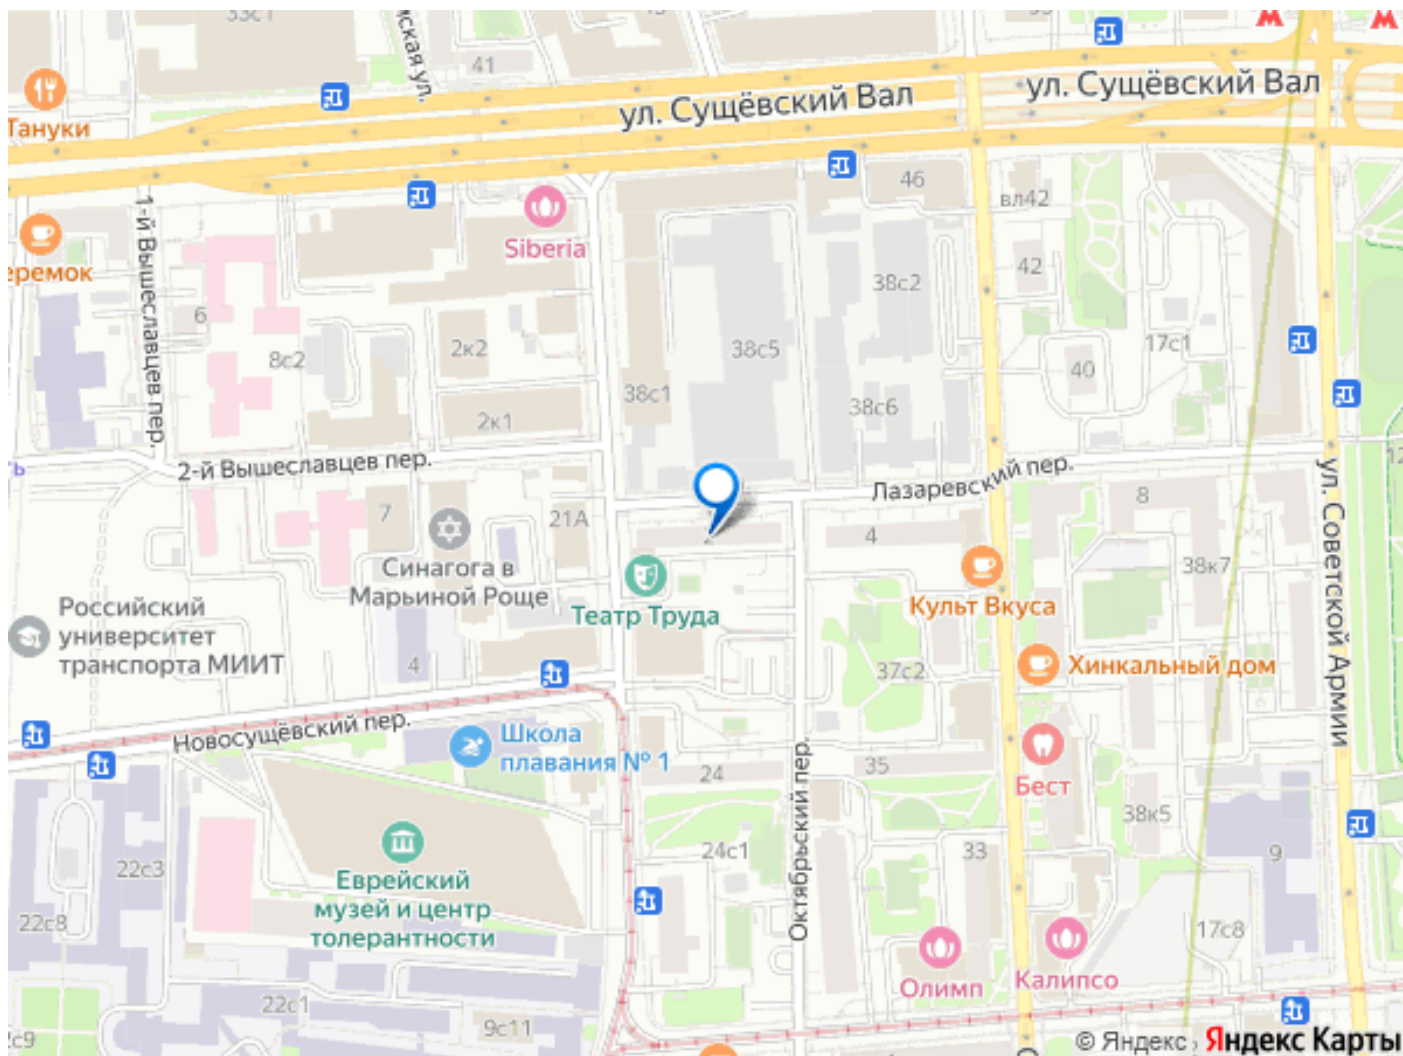 33с1
41
ул. Сущёвский Вал
ул. Сущёвский Вал
Тануки
46
вл42
1-й Вышеславцев пер.
Siberia
еремок
42
38с2
6
8с2
2к2
38с5
17с1
40
38с1
38с6
2к1
2-й Вышеславцев пер.
Лазаревский пер.
ул. Советской Армии
8
7
21А
4
Синагога в
Марьиной Роще
38к7
Культ Вкуса
Театр Труда
Российский
университет
транспорта МИИТ
4
37с2
Хинкальный дом
Новосущёвский пер.
Школа
плавания № 1
24
35
Бест
Октябрьский пер.
38к5
24с1
33
9
22с3
Еврейский
музей и центр
толерантности
22с8
17с8
Олимп
Калипсо
22с1
9с11
© Яндекс
Яндекс Карты